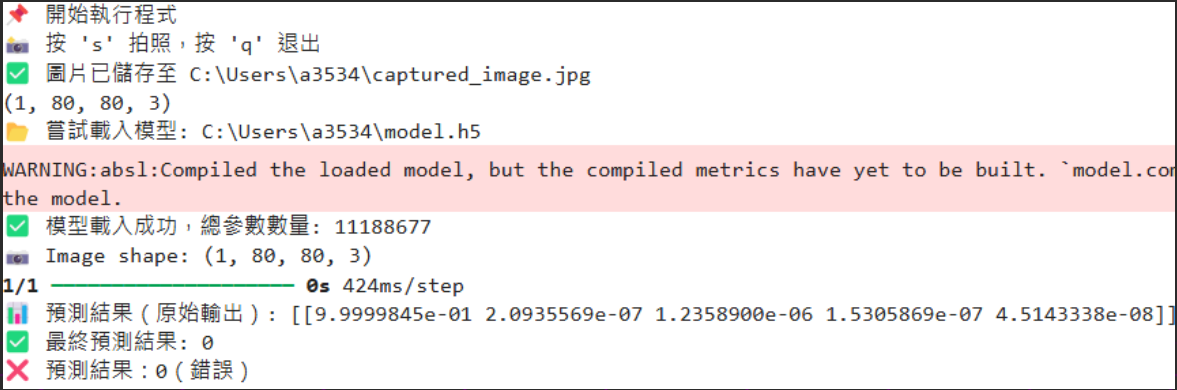 📌 開始執行程式
📷 按 's' 拍照，按 'q' 退出
✅ 圖片已儲存至 C:\Users\a3534\captured_image.jpg
(1, 80, 80, 3)
📂 嘗試載入模型: C:\Users\a3534\model.h5
WARNING:absl:Compiled the loaded model, but the compiled metrics have yet to be built. `model.com
the model.
✅ 模型載入成功，總參數數量: 11188677
📷 Image shape: (1, 80, 80, 3)
1/1 ━━━━━━━━━━━━━━━━━━━━ 0s 424ms/step
📊 預測結果（原始輸出）: [[9.9999845e-01 2.0935569e-07 1.2358900e-06 1.5305869e-07 4.5143338e-08]]
✅ 最終預測結果: 0
❌ 預測結果：0（錯誤）